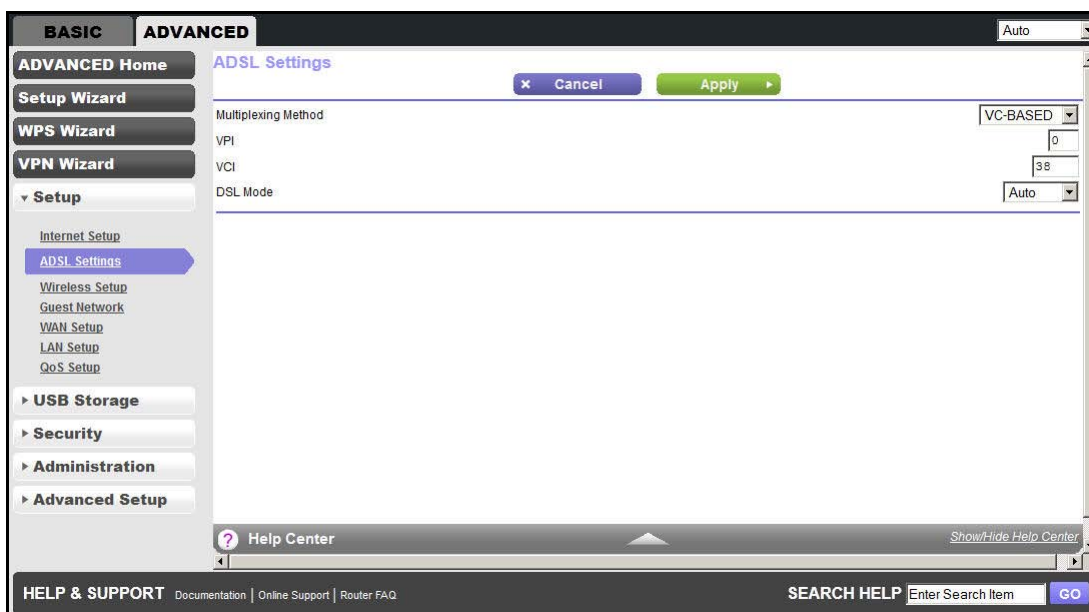 BASIC
ADVANCED
Auto
ADVANCED Home
Setup Wizard
WPS Wizard
VPN Wizard
Setup
Internet Setup
ADSL Settings
Wireless Setup
Guest Network
WAN Setup
LAN Setup
QoS Setup
USB Storage
Security
Administration
Advanced Setup
ADSL Settings
Cancel
Apply
Multiplexing Method VC-BASED
VPI 0
VCI 38
DSL Mode Auto
? Help Center
Show/Hide Help Center
HELP & SUPPORT Documentation | Online Support | Router FAQ
SEARCH HELP Enter Search Item GO